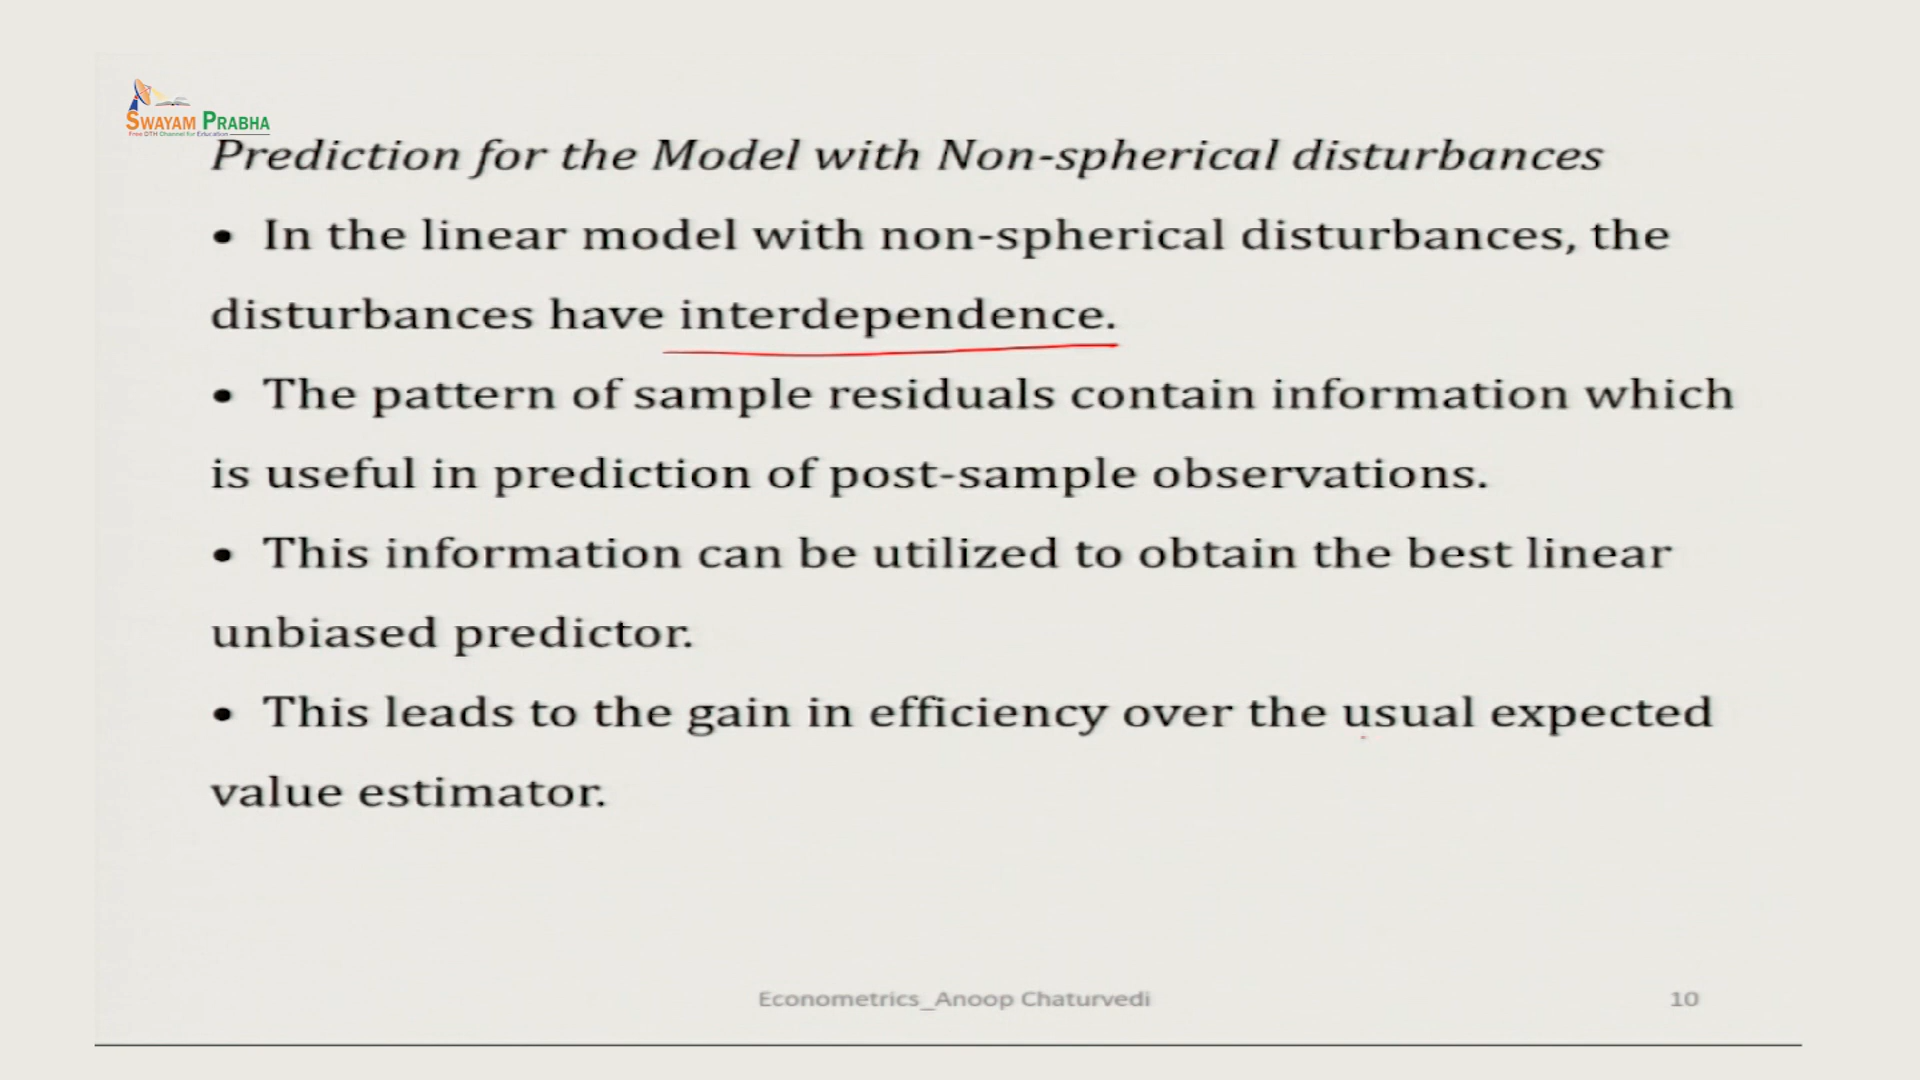 SWAYAM PRABHA
Free DTH Channel for Education
Prediction for the Model with Non-spherical disturbances
• In the linear model with non-spherical disturbances, the
disturbances have interdependence.
• The pattern of sample residuals contain information which
is useful in prediction of post-sample observations.
• This information can be utilized to obtain the best linear
unbiased predictor.
• This leads to the gain in efficiency over the usual expected
value estimator.
Econometrics_Anoop Chaturvedi
10